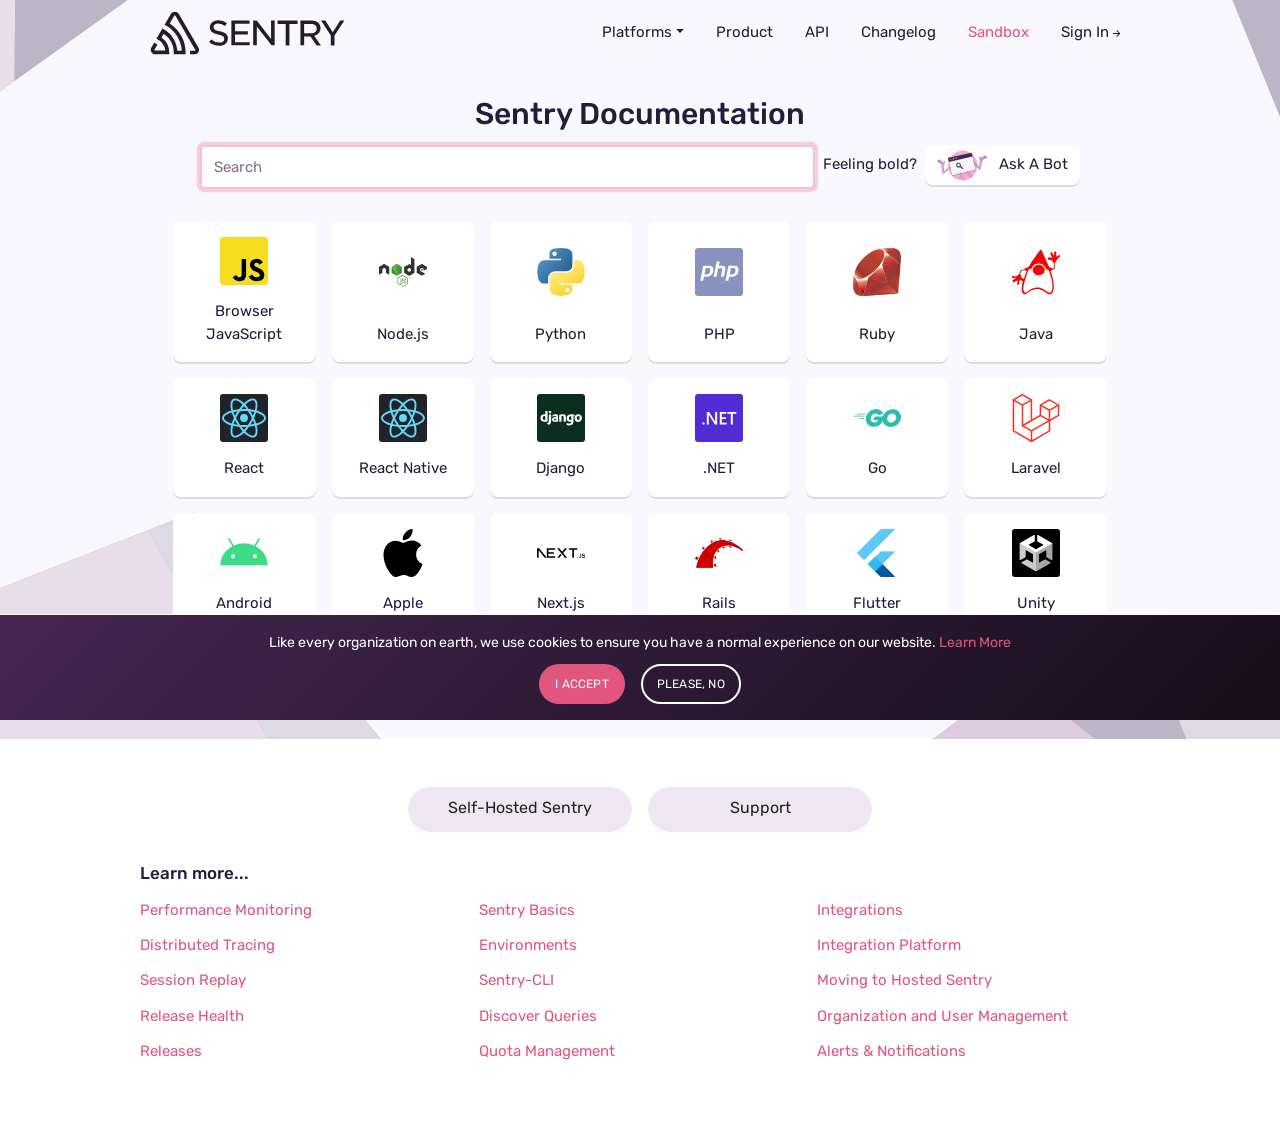 SENTRY
Platforms
Product
API
Changelog
Sandbox
Sign In →
Sentry Documentation
Search
Feeling bold?
Ask A Bot
JS
Browser
JavaScript
node
JS
Node.js
Python
php
PHP
Ruby
Java
React
React Native
django
Django
.NET
.NET
GO
Go
Laravel
Android
Apple
NEXT.JS
Next.js
Rails
Flutter
Unity
Like every organization on earth, we use cookies to ensure you have a normal experience on our website. Learn More
I ACCEPT
PLEASE, NO
Self-Hosted Sentry
Support
Learn more...
Performance Monitoring
Distributed Tracing
Session Replay
Release Health
Releases
Sentry Basics
Environments
Sentry-CLI
Discover Queries
Quota Management
Integrations
Integration Platform
Moving to Hosted Sentry
Organization and User Management
Alerts & Notifications